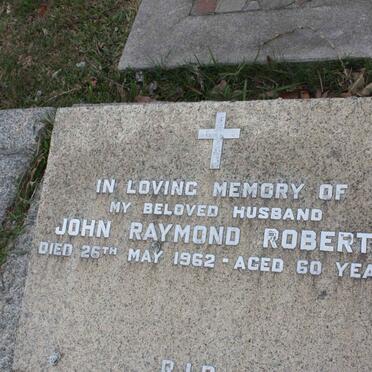 IN LOVING MEMORY OF
MY BELOVED HUSBAND
JOHN RAYMOND ROBERT
DIED 26TH MAY 1962 - AGED 60 YEA
R.I.P.